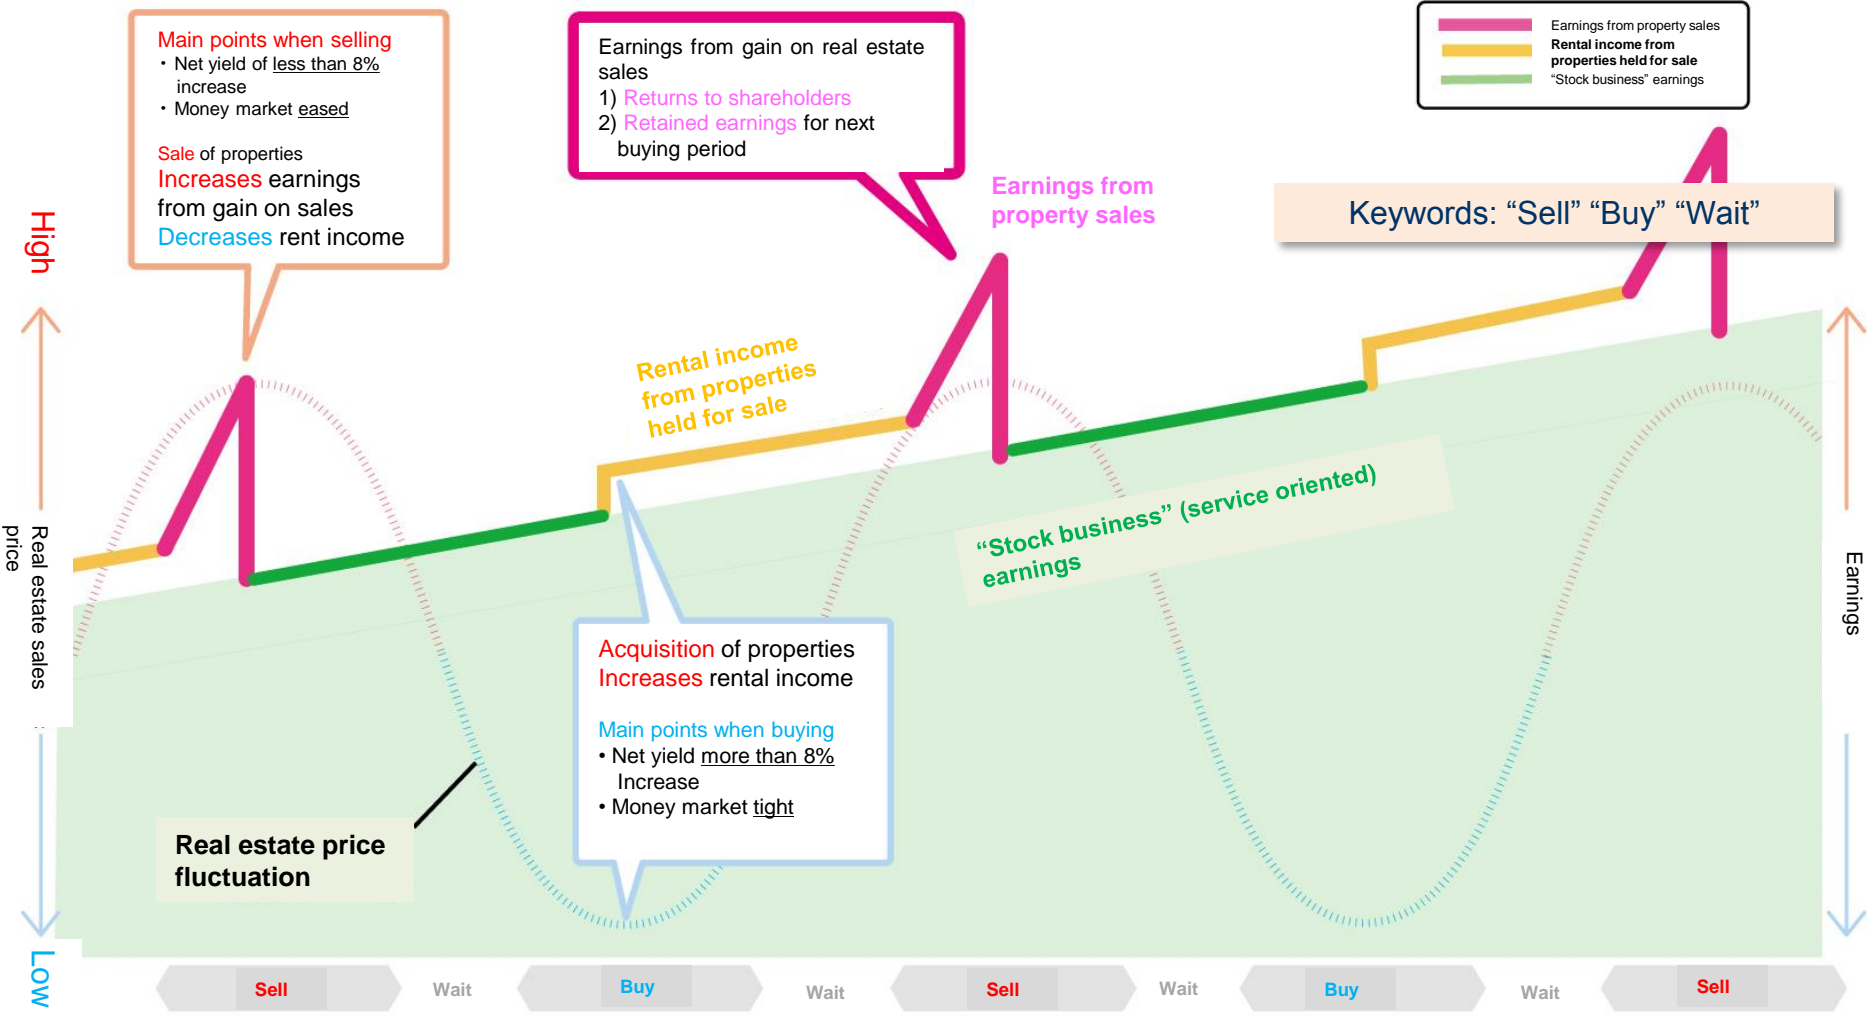 Main points when selling
・Net yield of less than 8%
increase
・Money market eased
Sale of properties
Increases earnings
from gain on sales
Decreases rent income
Earnings from gain on real estate
sales
1) Returns to shareholders
2) Retained earnings for next
buying period
Earnings from property sales
Rental income from
properties held for sale
“Stock business” earnings
Keywords: “Sell” “Buy” “Wait”
Earnings from
property sales
High
Real estate sales
price
Low
Rental income
from properties
held for sale
“Stock business” (service oriented)
earnings
Earnings
Acquisition of properties
Increases rental income
Main points when buying
・Net yield more than 8%
Increase
・Money market tight
Real estate price
fluctuation
Sell
Wait
Buy
Wait
Sell
Wait
Buy
Wait
Sell